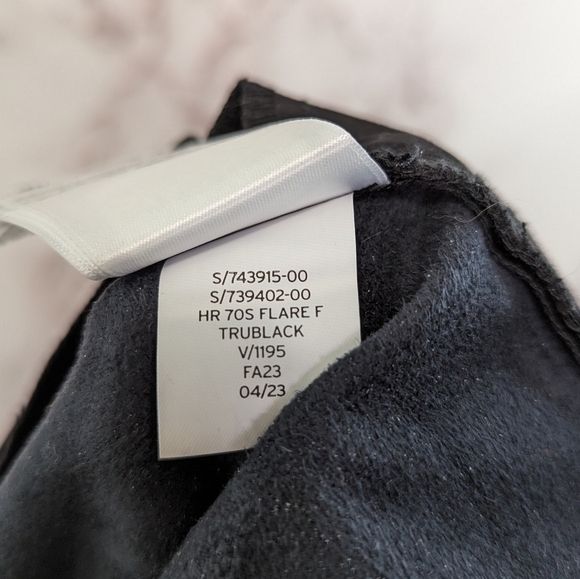 S/743915-00
S/739402-00
HR 70S FLARE F
TRUBLACK
V/1195
FA23
04/23